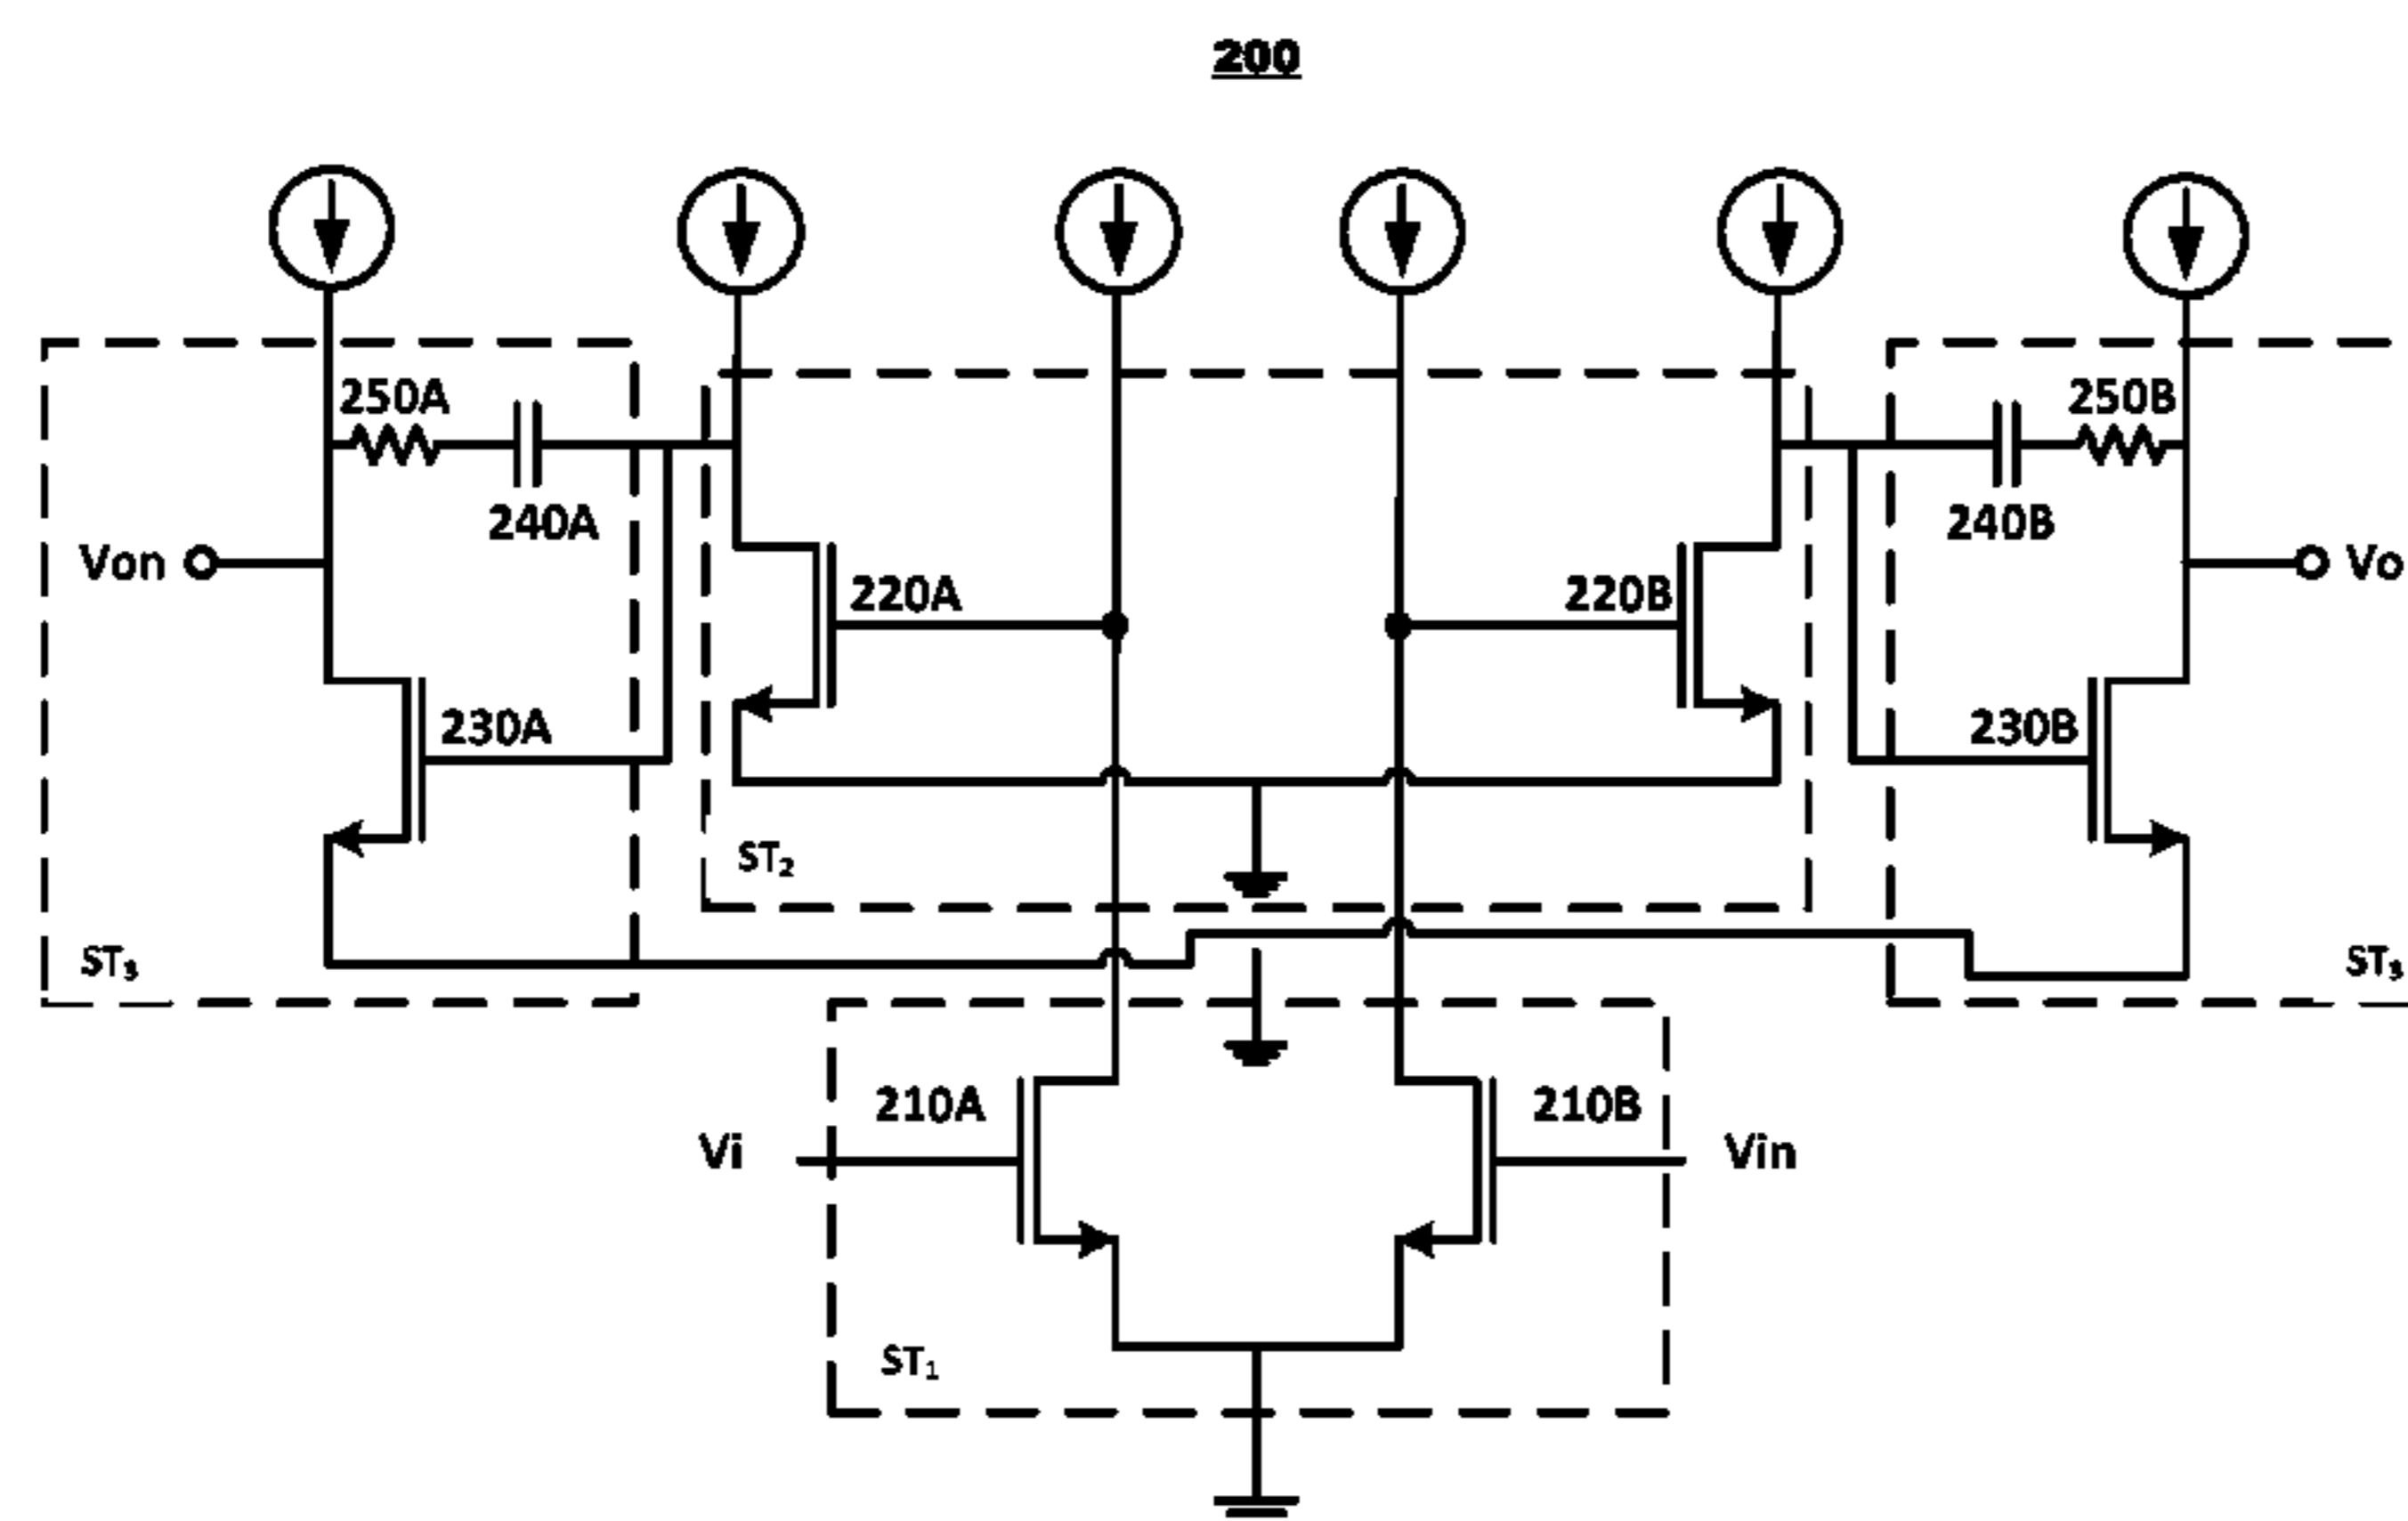 200
250A
250B
240A
240B
Von
Vo
220A
220B
230A
230B
ST₂
ST₃
ST₃
210A
210B
Vi
Vin
ST₁